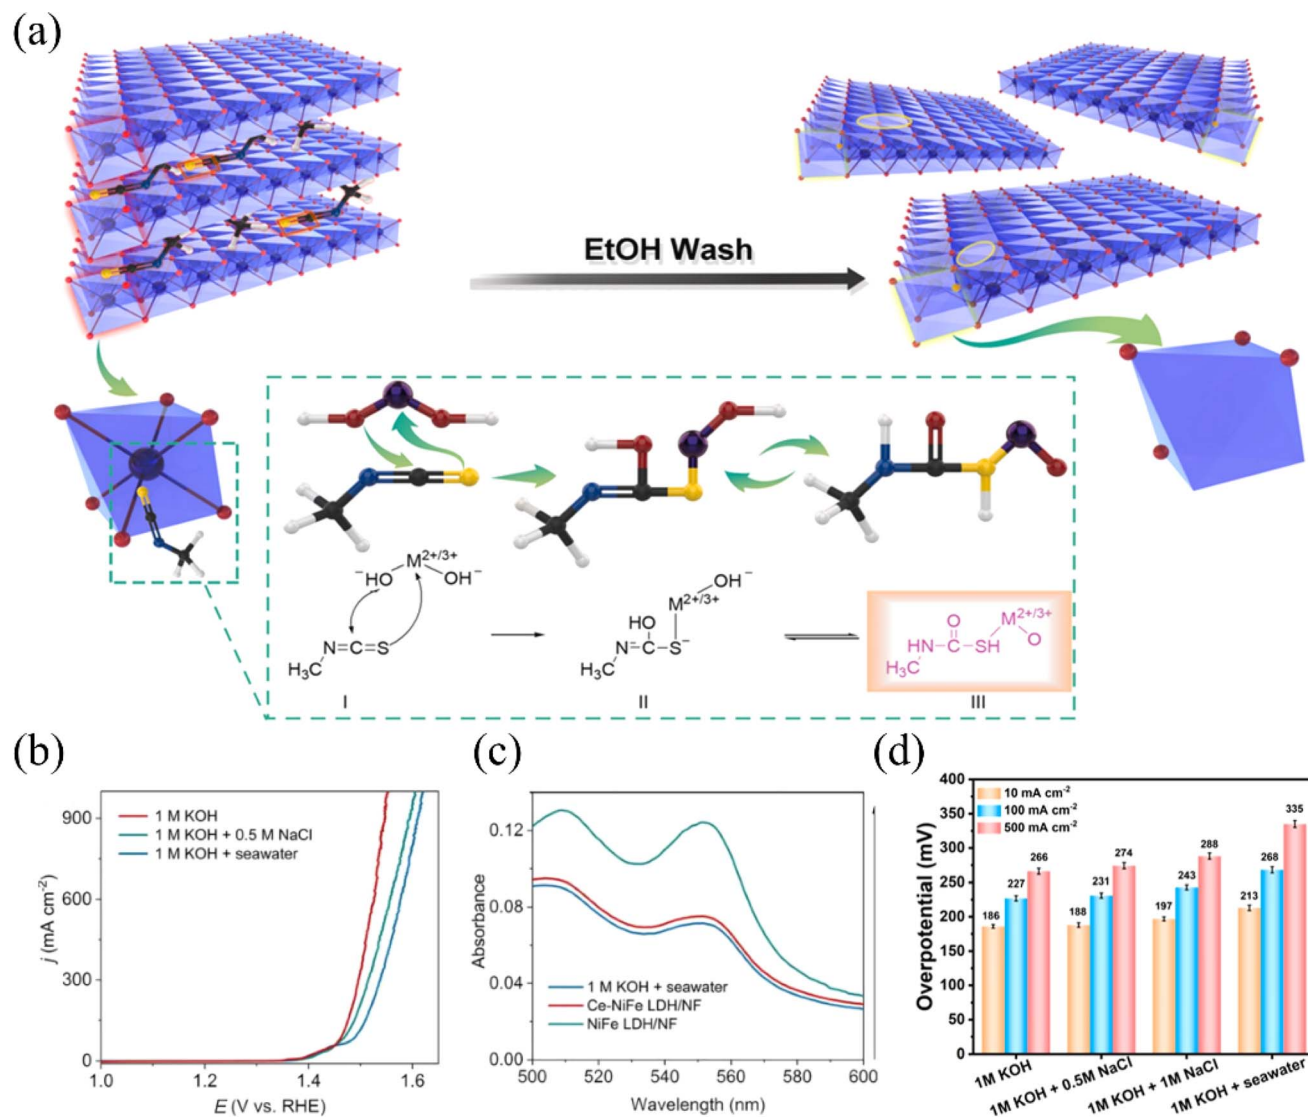 (a)
EtOH Wash
M2+/3+
⁻HO
OH⁻
N=C=S
H3C
I
OH⁻
M2+/3+
HO
N=C-S⁻
H3C
II
O
M2+/3+
HN-C-SH
O
H3C
III
(b)
900
600
300
0
j (mA cm-2)
1 M KOH
1 M KOH + 0.5 M NaCl
1 M KOH + seawater
1.0
1.2
1.4
1.6
E (V vs. RHE)
(c)
0.12
0.08
0.04
0.00
Absorbance
1 M KOH + seawater
Ce-NiFe LDH/NF
NiFe LDH/NF
500
520
540
560
580
600
Wavelength (nm)
(d)
400
350
300
250
200
150
100
50
0
Overpotential (mV)
10 mA cm-2
100 mA cm-2
500 mA cm-2
186
227
266
188
231
274
197
243
288
213
268
335
1M KOH
1M KOH + 0.5M NaCl
1M KOH + 1M NaCl
1M KOH + seawater